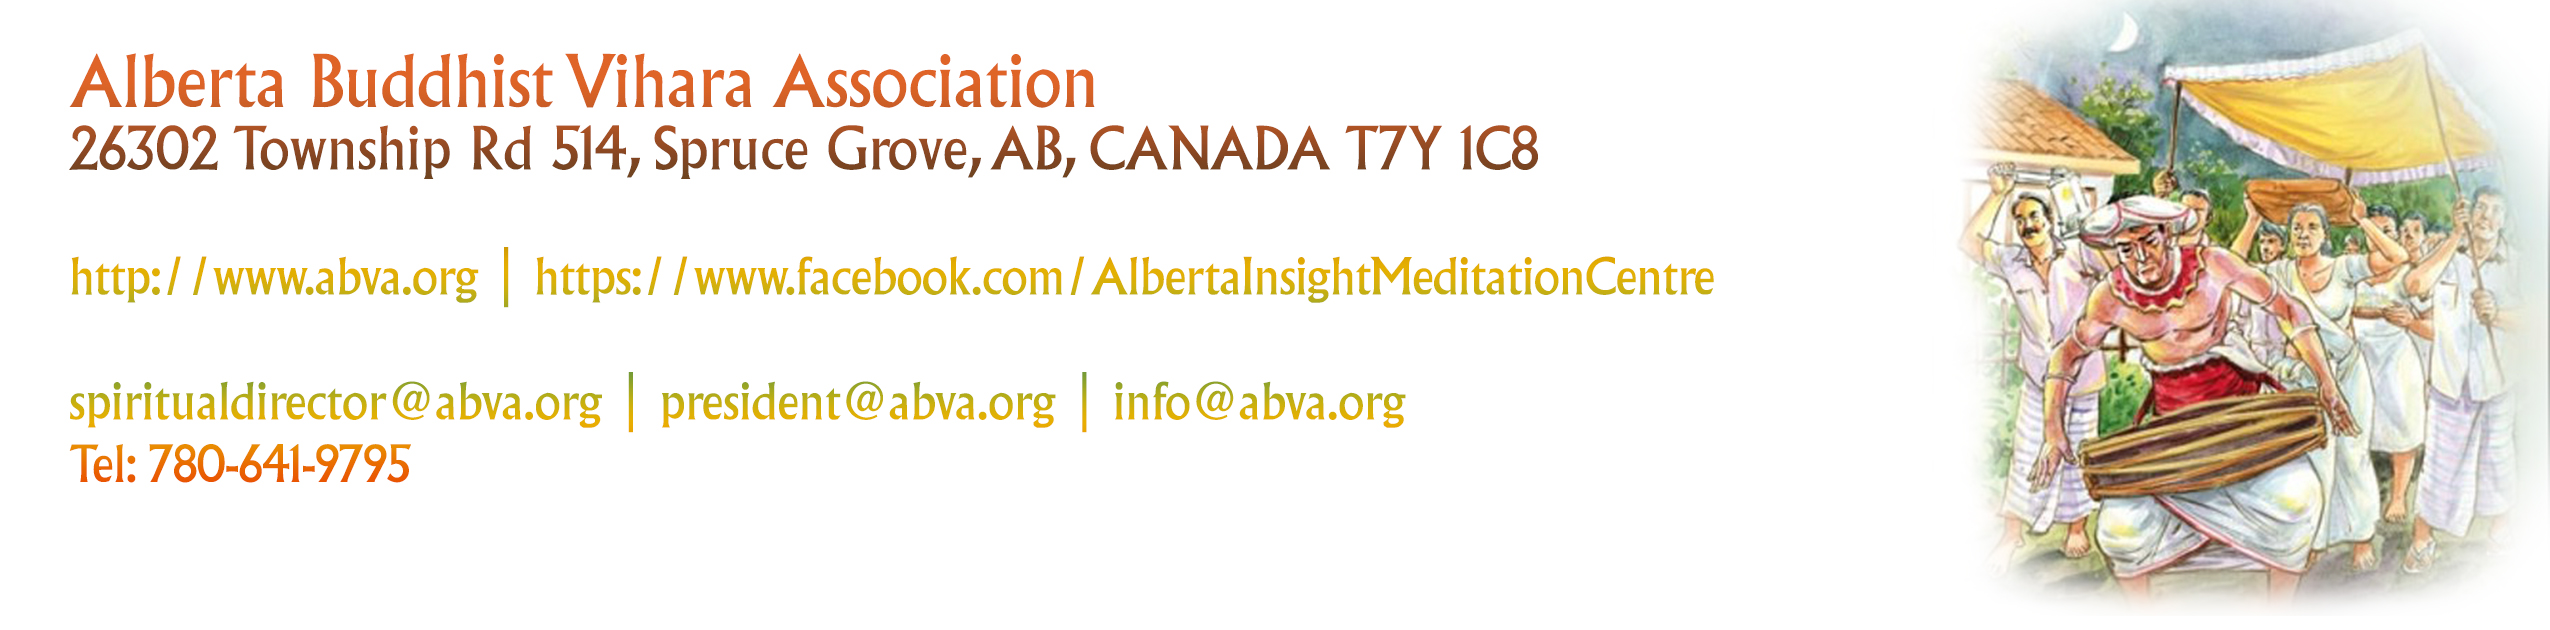 Alberta Buddhist Vihara Association
26302 Township Rd 514, Spruce Grove, AB, CANADA T7Y 1C8
http://www.abva.org | https://www.facebook.com/AlbertaInsightMeditationCentre
spiritualdirector@abva.org | president@abva.org | info@abva.org
Tel: 780-641-9795